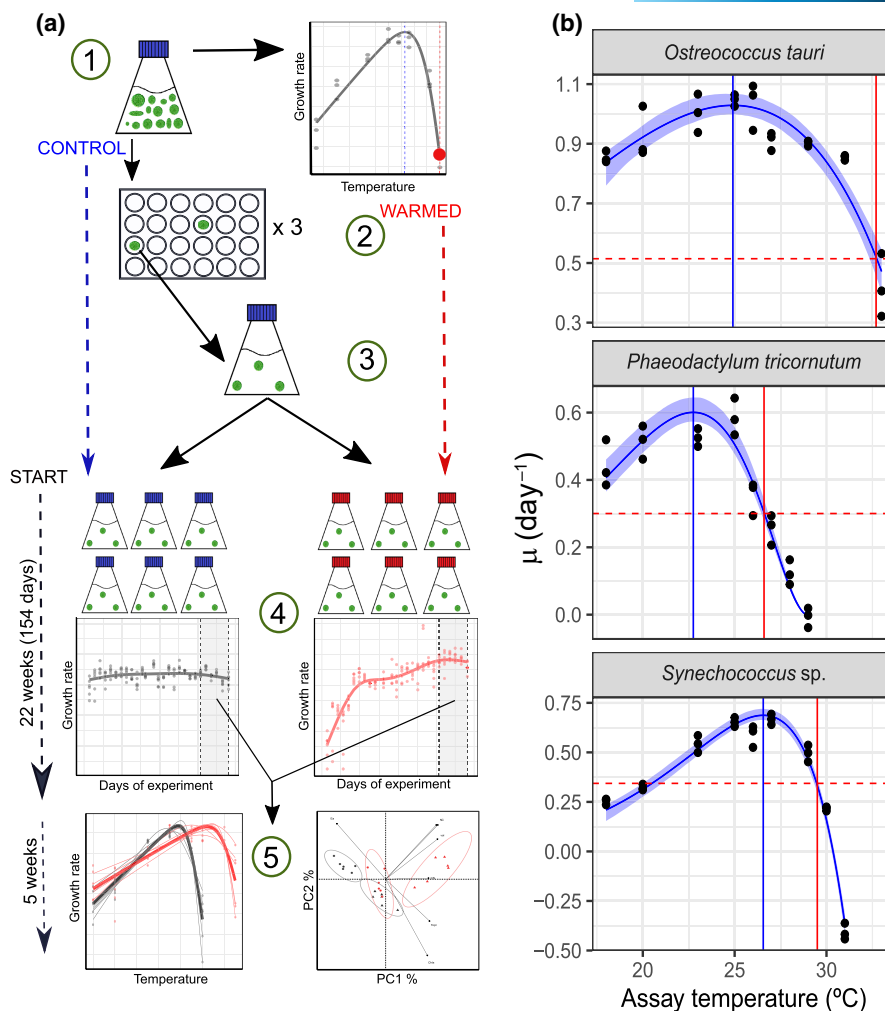 (a)
1
Growth rate
Temperature
CONTROL
x 3
2
WARMED
3
START
22 weeks (154 days)
4
Growth rate
Days of experiment
Growth rate
Days of experiment
5 weeks
5
Growth rate
Temperature
PC2 %
PC1 %
(b)
Ostreococcus tauri
1.1
0.9
0.7
0.5
0.3
Phaeodactylum tricornutum
0.6
0.4
0.2
0.0
μ (day⁻¹)
Synechococcus sp.
0.75
0.50
0.25
0.00
−0.25
−0.50
20 25 30
Assay temperature (ºC)